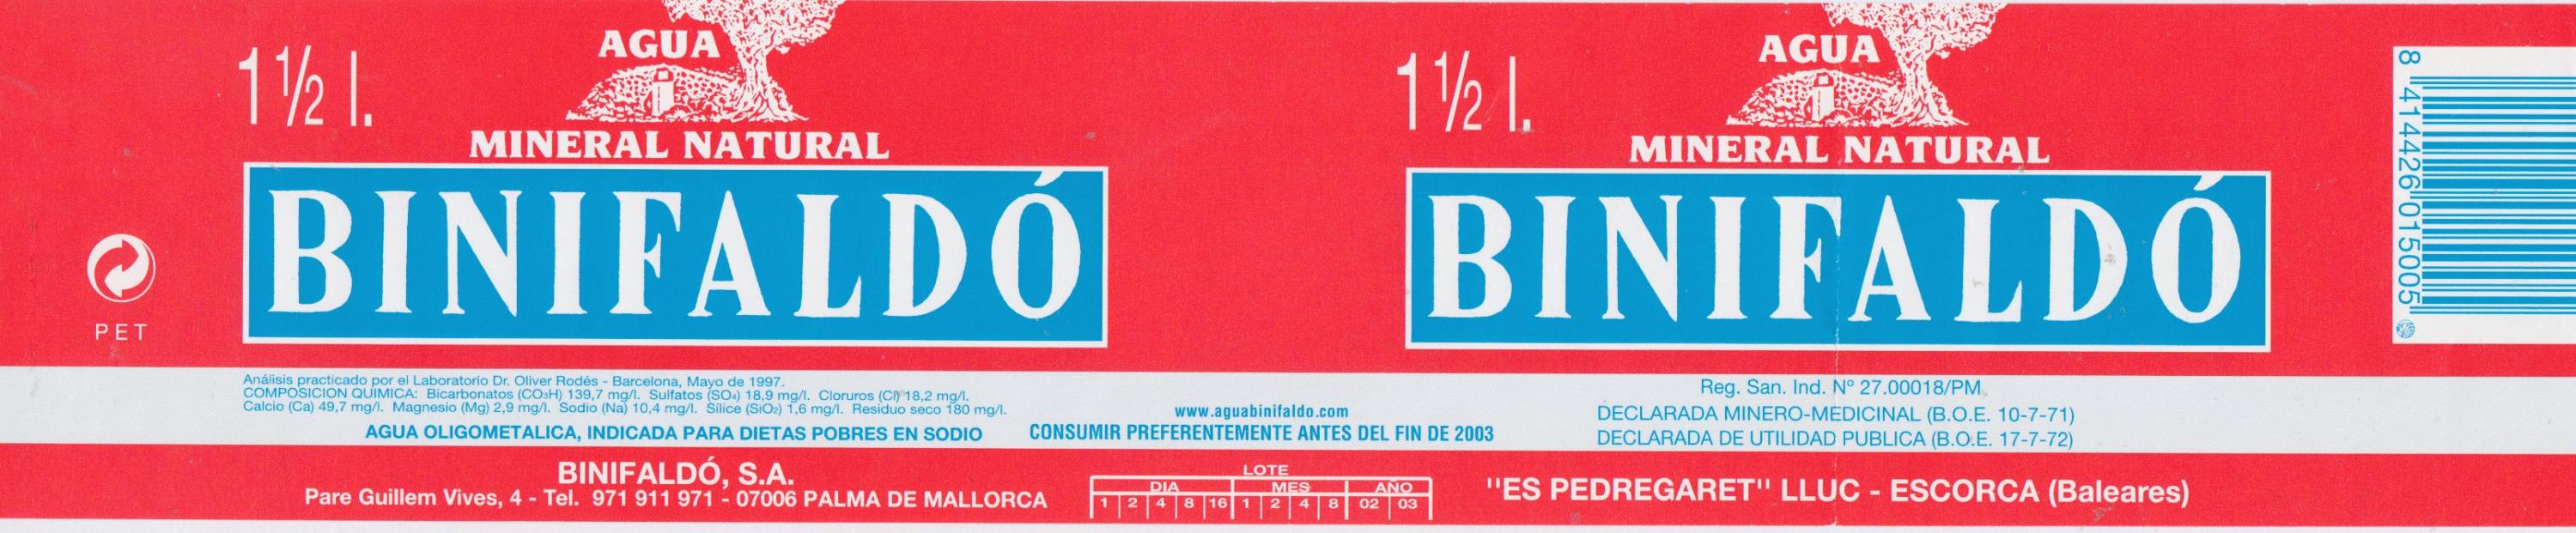 AGUA
1 ½ l.
MINERAL NATURAL
BINIFALDÓ
PET
Análisis practicado por el Laboratorio Dr. Oliver Rodés - Barcelona, Mayo de 1997.
COMPOSICION QUIMICA: Bicarbonatos (CO₃H) 139,7 mg/l. Sulfatos (SO₄) 18,9 mg/l. Cloruros (Cl) 18,2 mg/l.
Calcio (Ca) 49,7 mg/l. Magnesio (Mg) 2,9 mg/l. Sodio (Na) 10,4 mg/l. Sílice (SiO₂) 1,6 mg/l. Residuo seco 180 mg/l.
AGUA OLIGOMETALICA, INDICADA PARA DIETAS POBRES EN SODIO
BINIFALDÓ, S.A.
Pare Guillem Vives, 4 - Tel. 971 911 971 - 07006 PALMA DE MALLORCA
www.aguabinifaldo.com
CONSUMIR PREFERENTEMENTE ANTES DEL FIN DE 2003
LOTE
DIA MES AÑO
1 2 4 8 16 1 2 4 8 02 03
AGUA
1 ½ l.
MINERAL NATURAL
BINIFALDÓ
Reg. San. Ind. Nº 27.00018/PM
DECLARADA MINERO-MEDICINAL (B.O.E. 10-7-71)
DECLARADA DE UTILIDAD PUBLICA (B.O.E. 17-7-72)
"ES PEDREGARET" LLUC - ESCORCA (Baleares)
8 414426 015005